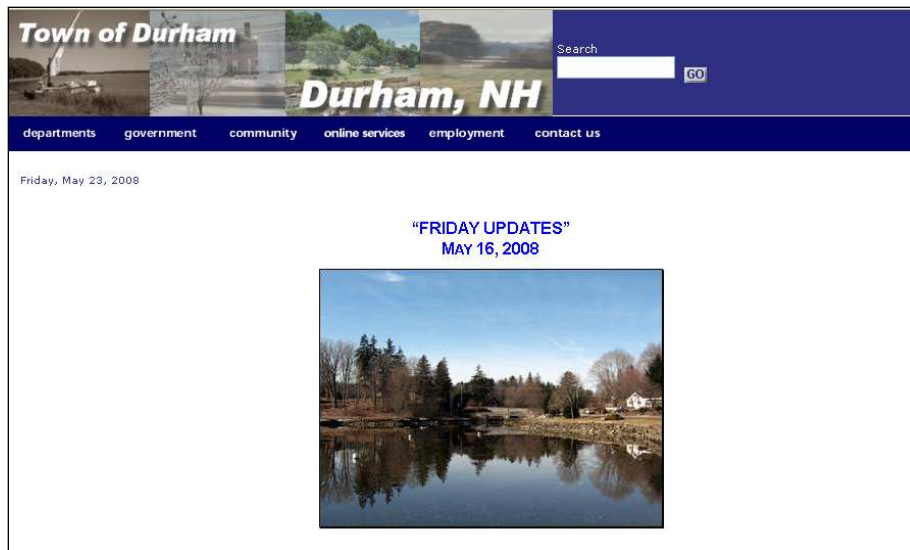 Town of Durham
Durham, NH
Search
GO
departments government community online services employment contact us
Friday, May 23, 2008
“FRIDAY UPDATES”
MAY 16, 2008